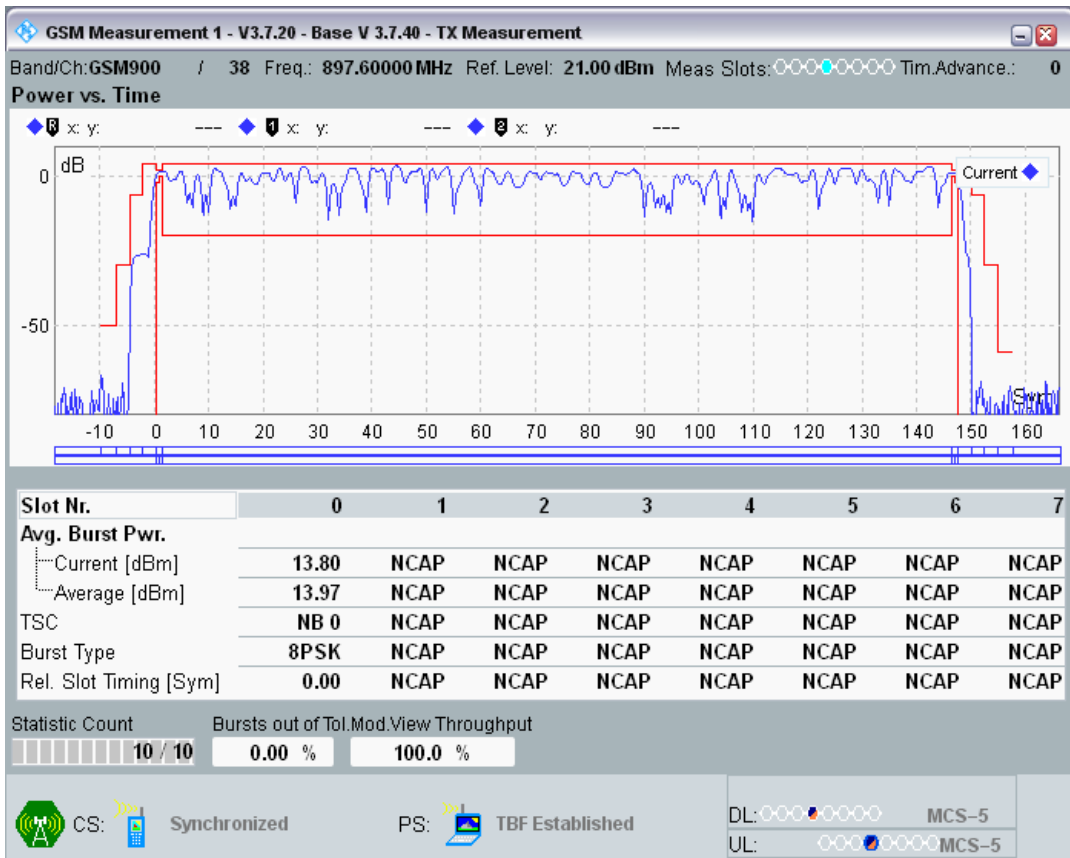 GSM Measurement 1 - V3.7.20 - Base V 3.7.40 - TX Measurement
Band/Ch:GSM900 / 38 Freq.: 897.60000 MHz Ref. Level: 21.00 dBm Meas Slots: Tim.Advance.: 0
Power vs. Time
R x: y: --- 1 x: y: --- 2 x: y: ---
dB
Current
0
-50
Sym
-10 0 10 20 30 40 50 60 70 80 90 100 110 120 130 140 150 160
Slot Nr. 0 1 2 3 4 5 6 7
Avg. Burst Pwr.
Current [dBm] 13.80 NCAP NCAP NCAP NCAP NCAP NCAP NCAP
Average [dBm] 13.97 NCAP NCAP NCAP NCAP NCAP NCAP NCAP
TSC NB 0 NCAP NCAP NCAP NCAP NCAP NCAP NCAP
Burst Type 8PSK NCAP NCAP NCAP NCAP NCAP NCAP NCAP
Rel. Slot Timing [Sym] 0.00 NCAP NCAP NCAP NCAP NCAP NCAP NCAP
Statistic Count Bursts out of Tol.Mod.View Throughput
10 / 10 0.00 % 100.0 %
CS: Synchronized PS: TBF Established
DL: MCS-5
UL: MCS-5